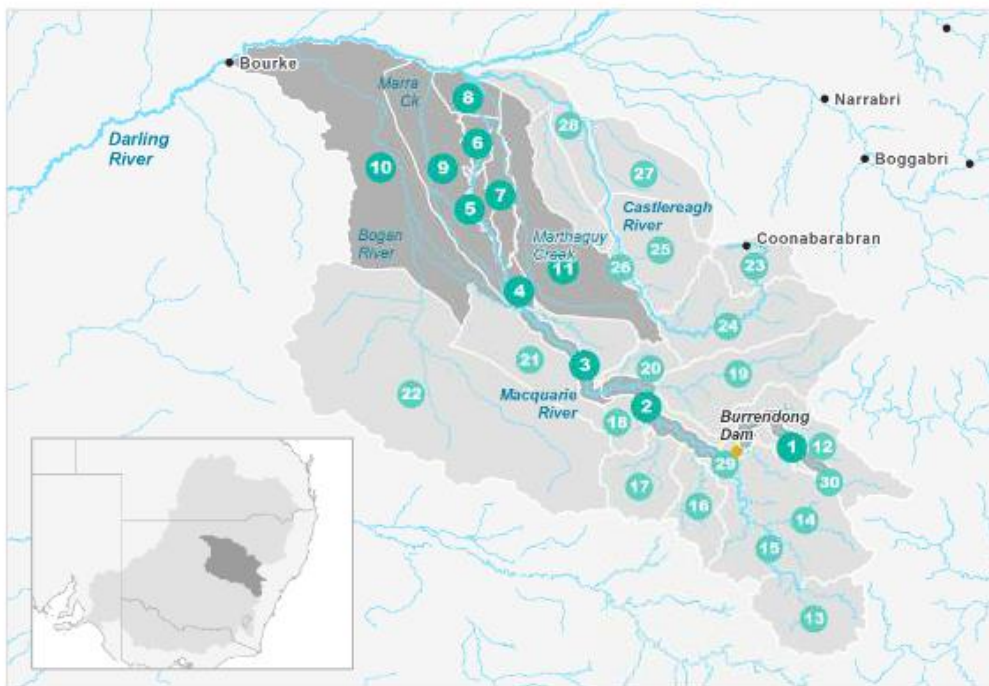 Bourke
Narrabri
Boggabri
Coonabarabran
Darling
River
Marra
Ck
8
28
6
10
9
27
7
5
Castlereagh
River
Bogan
River
Marthaguy
Creek
25
11
26
23
4
24
3
21
20
19
22
Macquarie
River
2
Burrendong
Dam
18
1
12
29
30
17
16
14
15
13